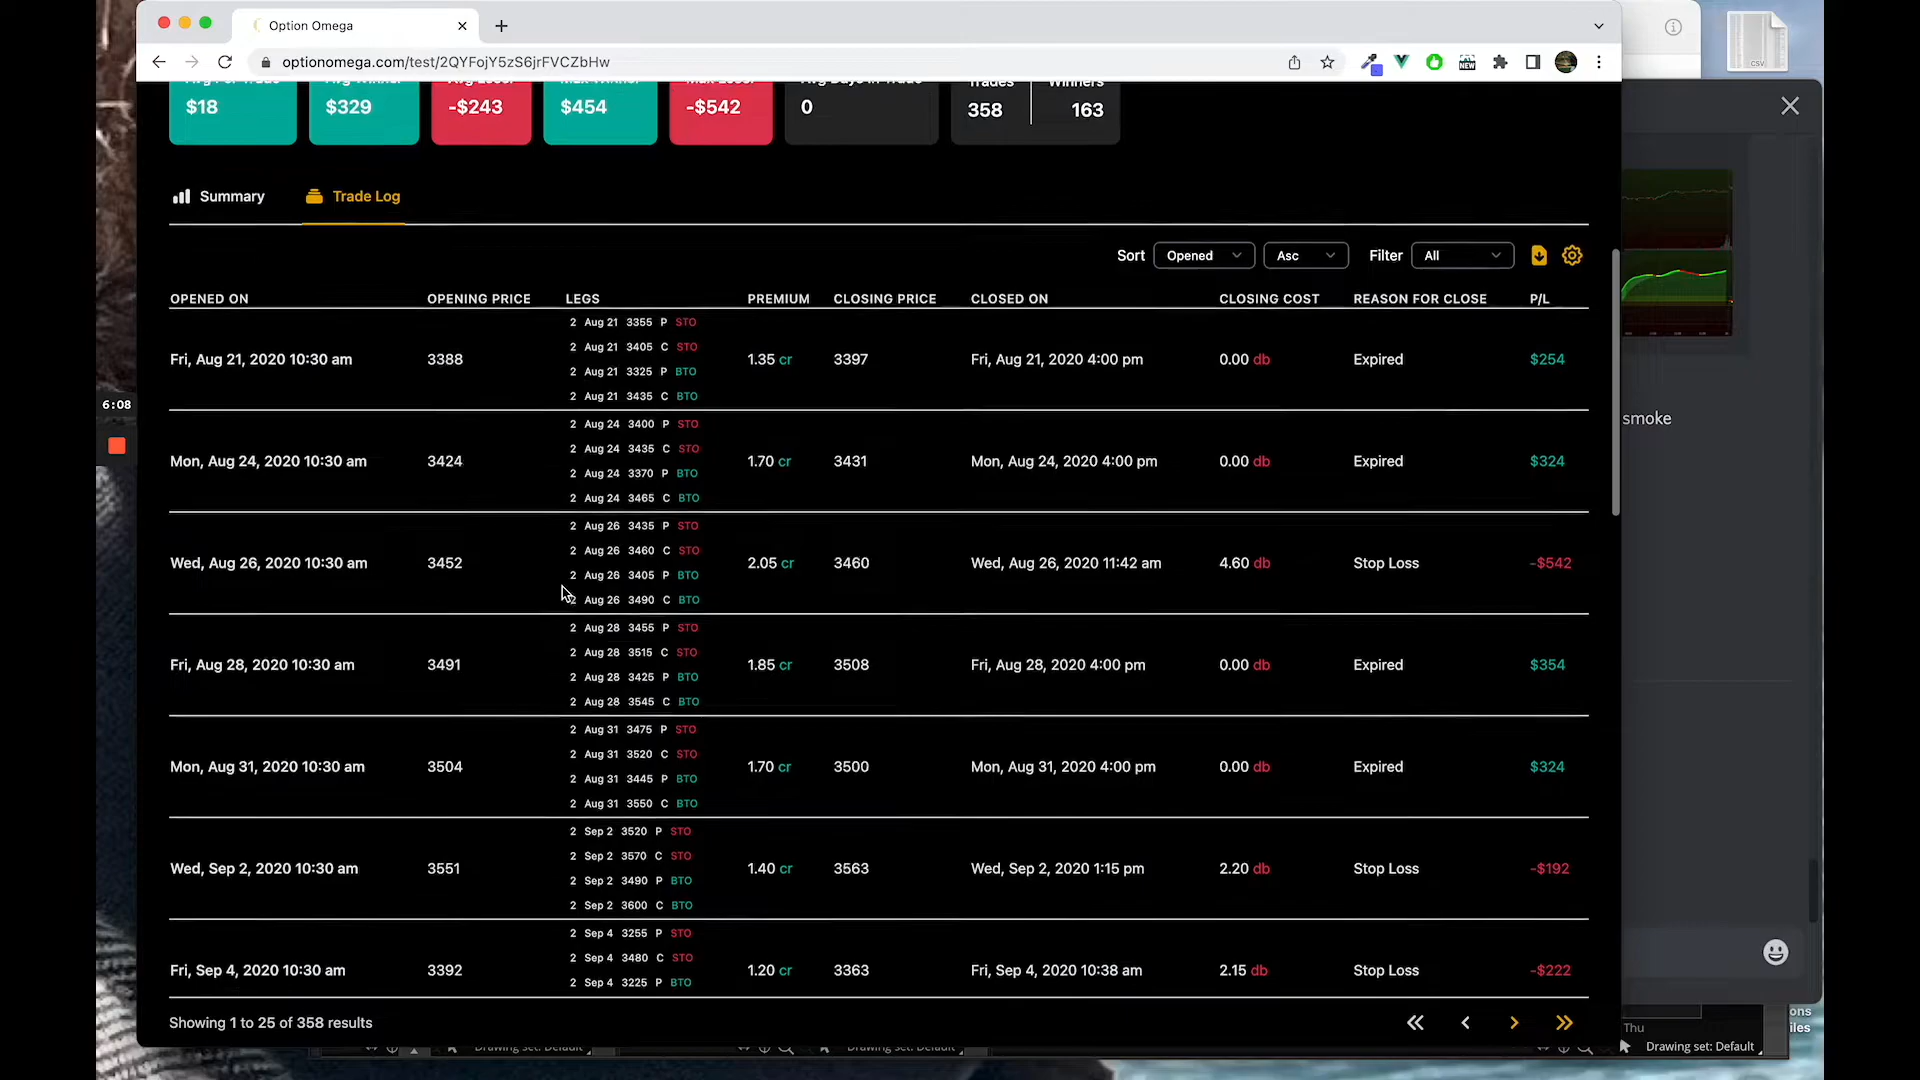 Option Omega
optionomega.com/test/2QYFojY5zS6jrFVCZbHw
NEW
CSV
$18
$329
-$243
$454
-$542
0
Trades
358
Winners
163
Summary
Trade Log
Sort
Opened
Asc
Filter
All
OPENED ON OPENING PRICE LEGS PREMIUM CLOSING PRICE CLOSED ON CLOSING COST REASON FOR CLOSE P/L
2 Aug 21 3355 P STO
2 Aug 21 3405 C STO
Fri, Aug 21, 2020 10:30 am 3388 1.35 cr 3397 Fri, Aug 21, 2020 4:00 pm 0.00 db Expired $254
2 Aug 21 3325 P BTO
2 Aug 21 3435 C BTO
2 Aug 24 3400 P STO
2 Aug 24 3435 C STO
Mon, Aug 24, 2020 10:30 am 3424 1.70 cr 3431 Mon, Aug 24, 2020 4:00 pm 0.00 db Expired $324
2 Aug 24 3370 P BTO
2 Aug 24 3465 C BTO
2 Aug 26 3435 P STO
2 Aug 26 3460 C STO
Wed, Aug 26, 2020 10:30 am 3452 2.05 cr 3460 Wed, Aug 26, 2020 11:42 am 4.60 db Stop Loss -$542
2 Aug 26 3405 P BTO
2 Aug 26 3490 C BTO
2 Aug 28 3455 P STO
2 Aug 28 3515 C STO
Fri, Aug 28, 2020 10:30 am 3491 1.85 cr 3508 Fri, Aug 28, 2020 4:00 pm 0.00 db Expired $354
2 Aug 28 3425 P BTO
2 Aug 28 3545 C BTO
2 Aug 31 3475 P STO
2 Aug 31 3520 C STO
Mon, Aug 31, 2020 10:30 am 3504 1.70 cr 3500 Mon, Aug 31, 2020 4:00 pm 0.00 db Expired $324
2 Aug 31 3445 P BTO
2 Aug 31 3550 C BTO
2 Sep 2 3520 P STO
2 Sep 2 3570 C STO
Wed, Sep 2, 2020 10:30 am 3551 1.40 cr 3563 Wed, Sep 2, 2020 1:15 pm 2.20 db Stop Loss -$192
2 Sep 2 3490 P BTO
2 Sep 2 3600 C BTO
2 Sep 4 3255 P STO
2 Sep 4 3480 C STO
Fri, Sep 4, 2020 10:30 am 3392 1.20 cr 3363 Fri, Sep 4, 2020 10:38 am 2.15 db Stop Loss -$222
2 Sep 4 3225 P BTO
Showing 1 to 25 of 358 results
6:08
smoke
ons
iles
Thu
Drawing set: Default
Drawing set: Default
Drawing set: Default